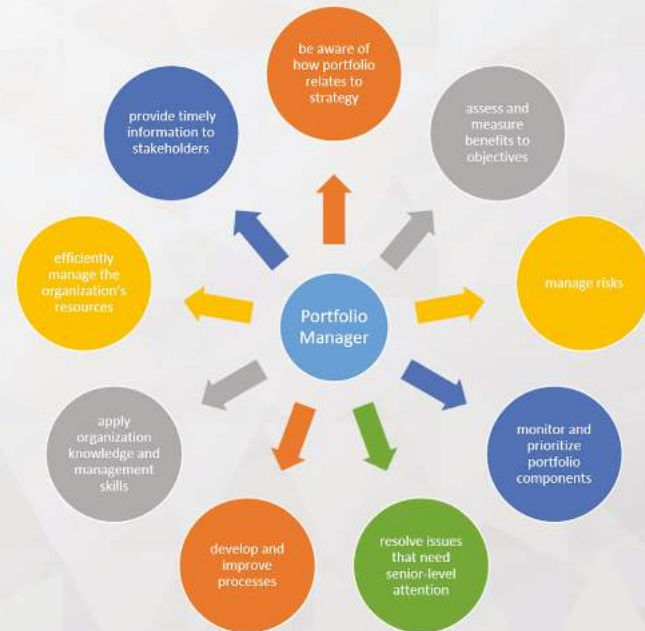 be aware of
how portfolio
relates to
strategy
assess and
measure
benefits to
objectives
manage risks
monitor and
prioritize
portfolio
components
resolve issues
that need
senior-level
attention
develop and
improve
processes
apply
organization
knowledge and
management
skills
efficiently
manage the
organization's
resources
provide timely
information to
stakeholders
Portfolio
Manager